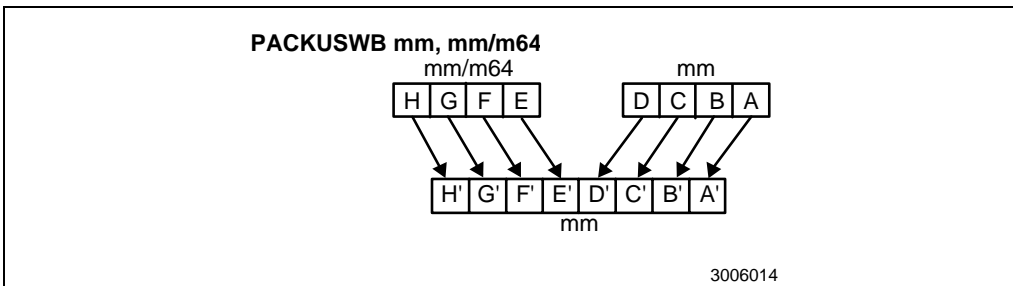 PACKUSWB mm, mm/m64
mm/m64 mm
H G F E D C B A
H' G' F' E' D' C' B' A'
mm
3006014